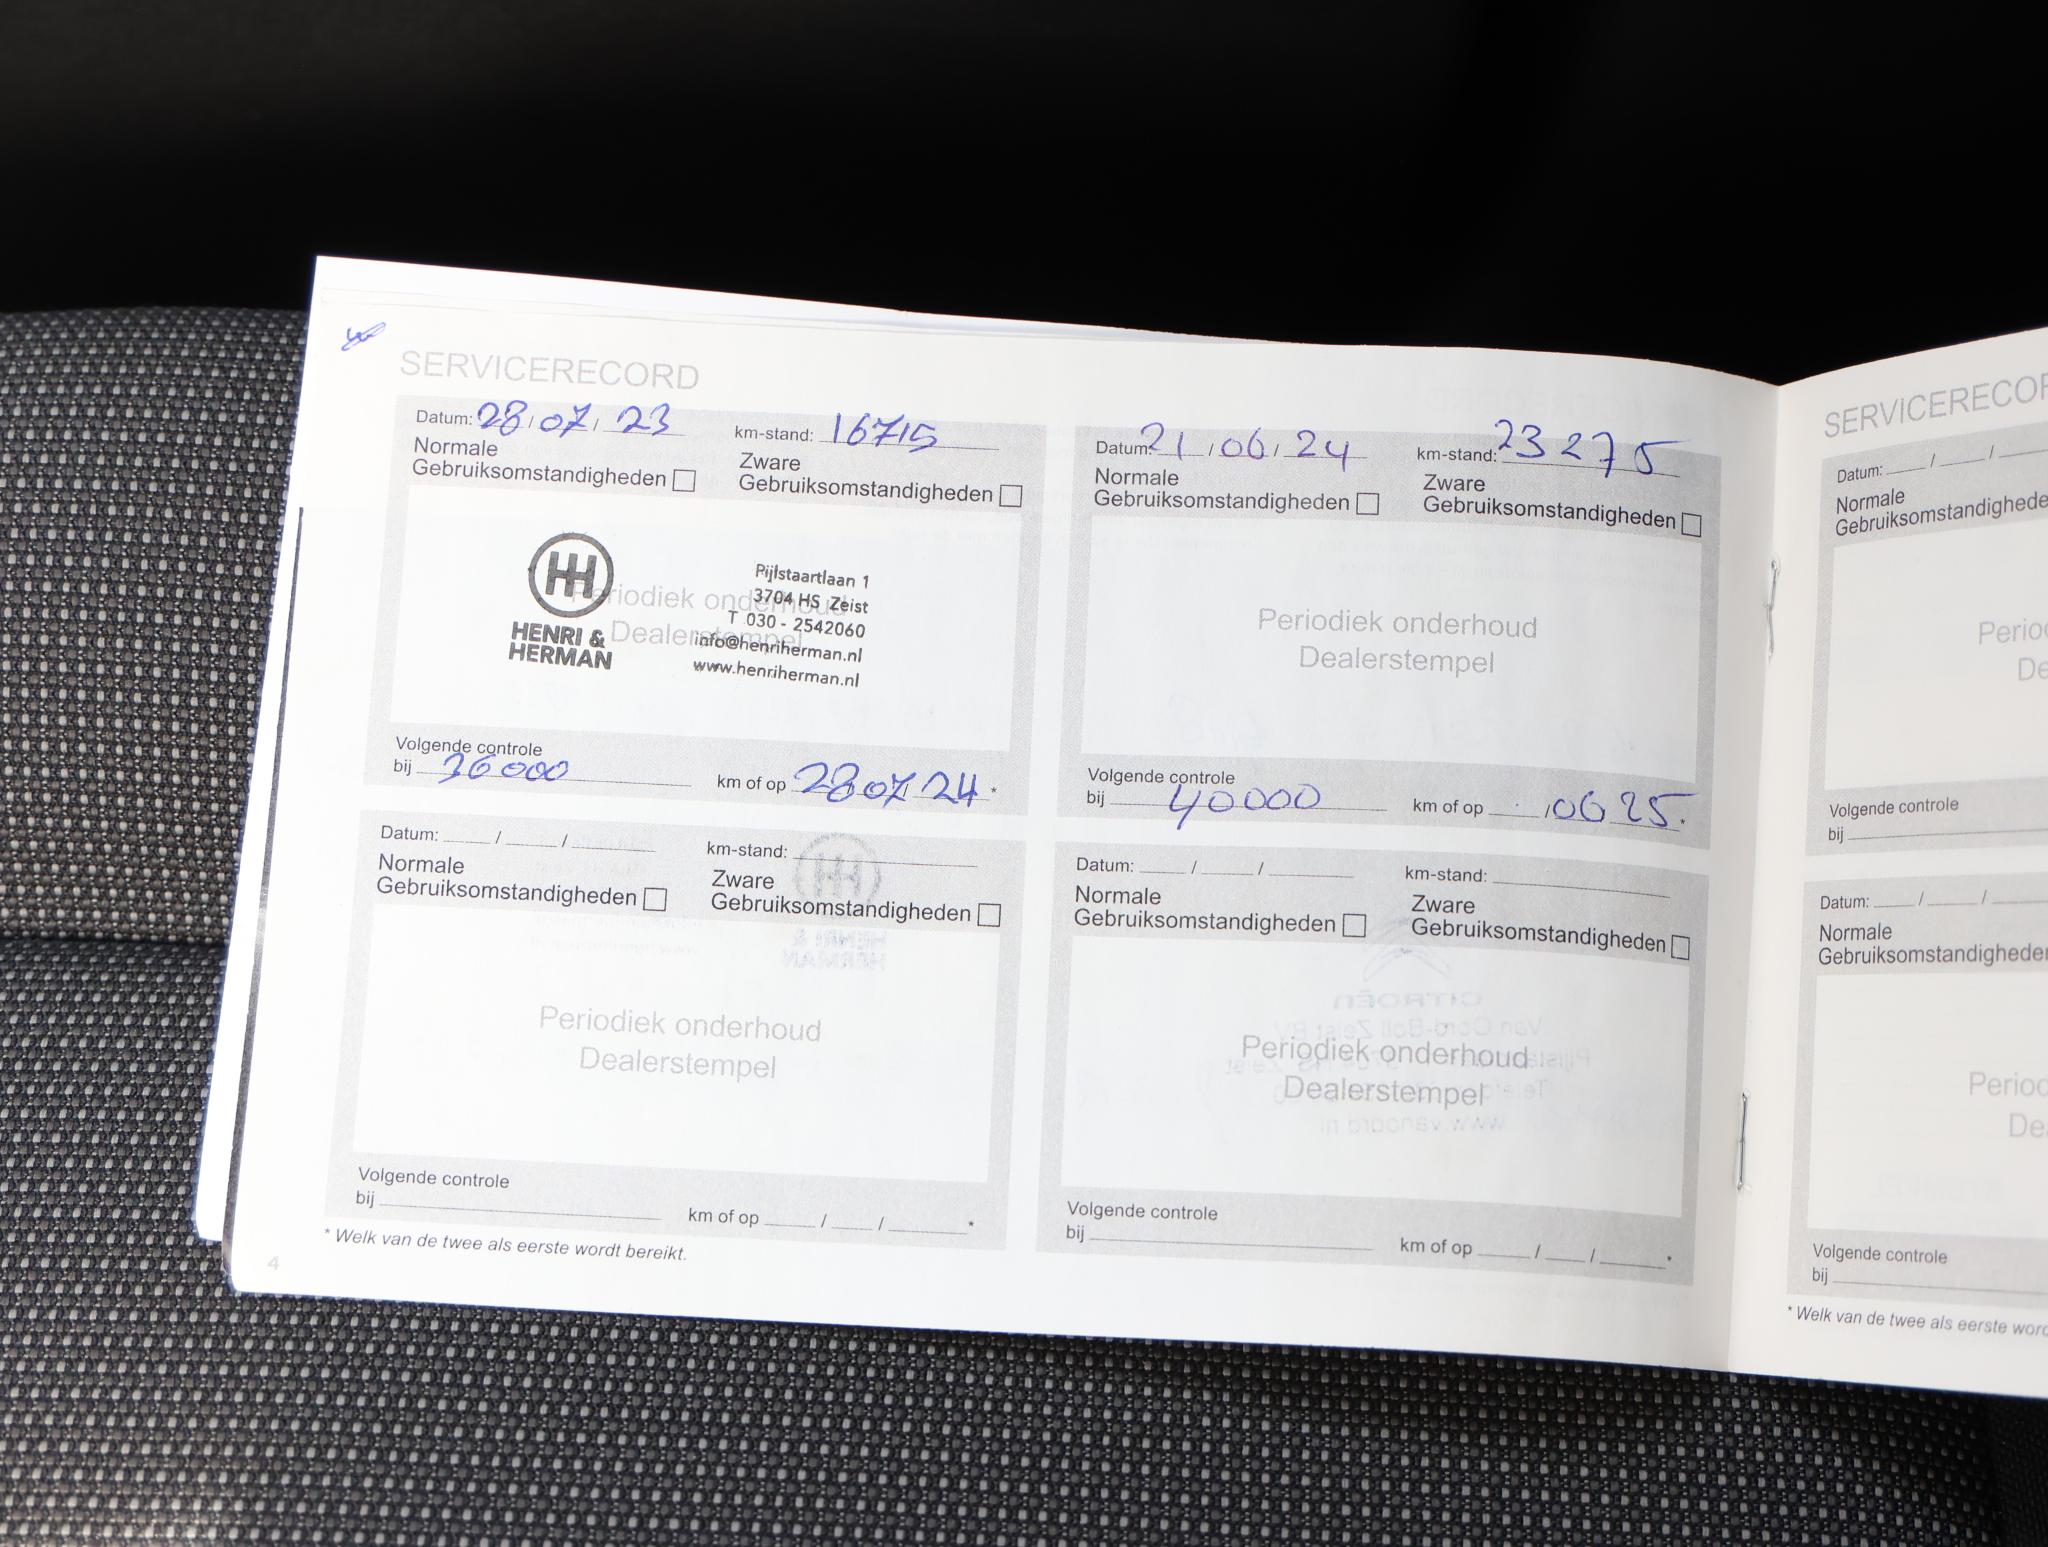 SERVICERECORD
Datum: 28/07/23 km-stand: 16715
Normale Zware
Gebruiksomstandigheden Gebruiksomstandigheden
HENRI &
HERMAN
Pijlstaartlaan 1
3704 HS Zeist
T 030 - 2542060
info@henriherman.nl
www.henriherman.nl
Periodiek onderhoud
Dealerstempel
Volgende controle
bij 36000 km of op 28 07 24 *
Datum: 21/06/24 km-stand: 23275
Normale Zware
Gebruiksomstandigheden Gebruiksomstandigheden
Periodiek onderhoud
Dealerstempel
Volgende controle
bij 40000 km of op /06 25 *
Datum: / / km-stand:
Normale Zware
Gebruiksomstandigheden Gebruiksomstandigheden
Periodiek onderhoud
Dealerstempel
Volgende controle
bij km of op / / *
Datum: / / km-stand:
Normale Zware
Gebruiksomstandigheden Gebruiksomstandigheden
Periodiek onderhoud
Dealerstempel
Volgende controle
bij km of op / / *
* Welk van de twee als eerste wordt bereikt.
4
Datum: / /
Normale
Volgende controle
bij
Datum: / /
Normale
Volgende controle
bij
* Welk van de twee als eerste